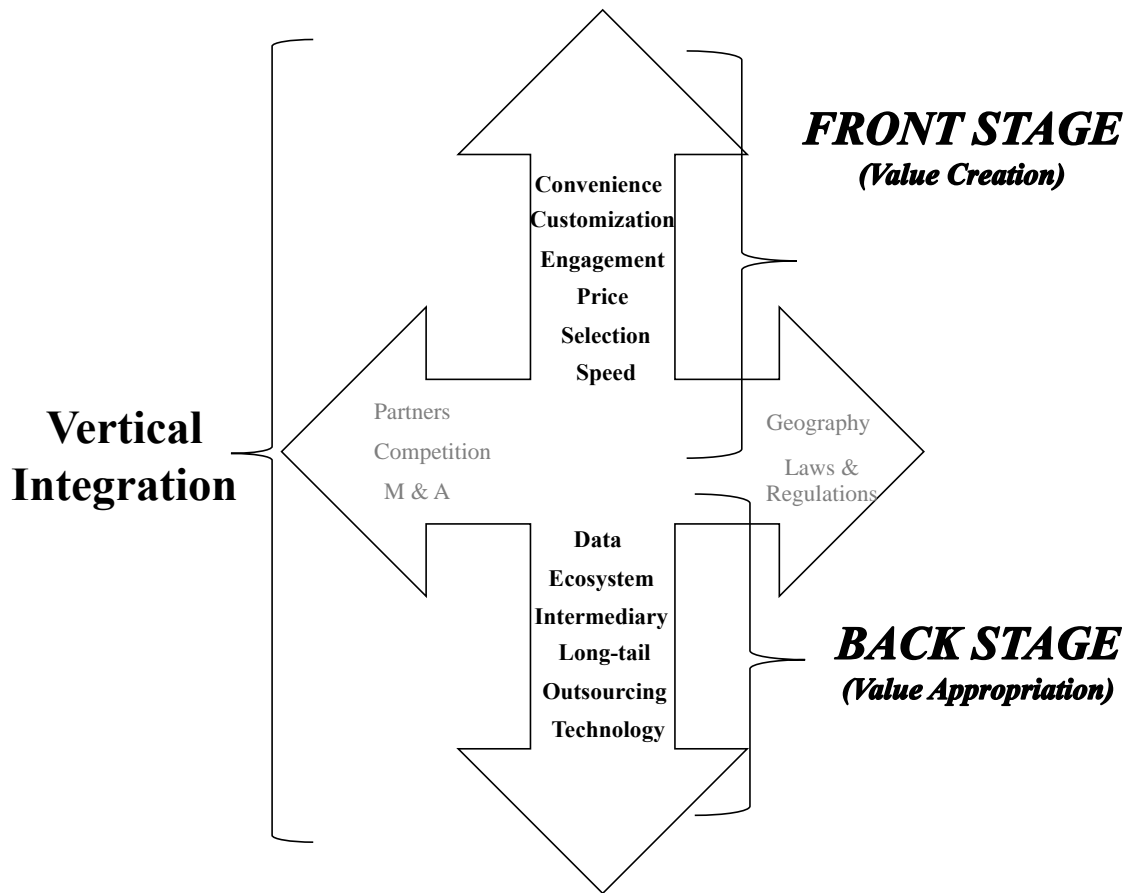 FRONT STAGE
(Value Creation)
Convenience
Customization
Engagement
Price
Selection
Speed
Vertical
Integration
Partners
Competition
M & A
Geography
Laws &
Regulations
Data
Ecosystem
Intermediary
Long-tail
Outsourcing
Technology
BACK STAGE
(Value Appropriation)